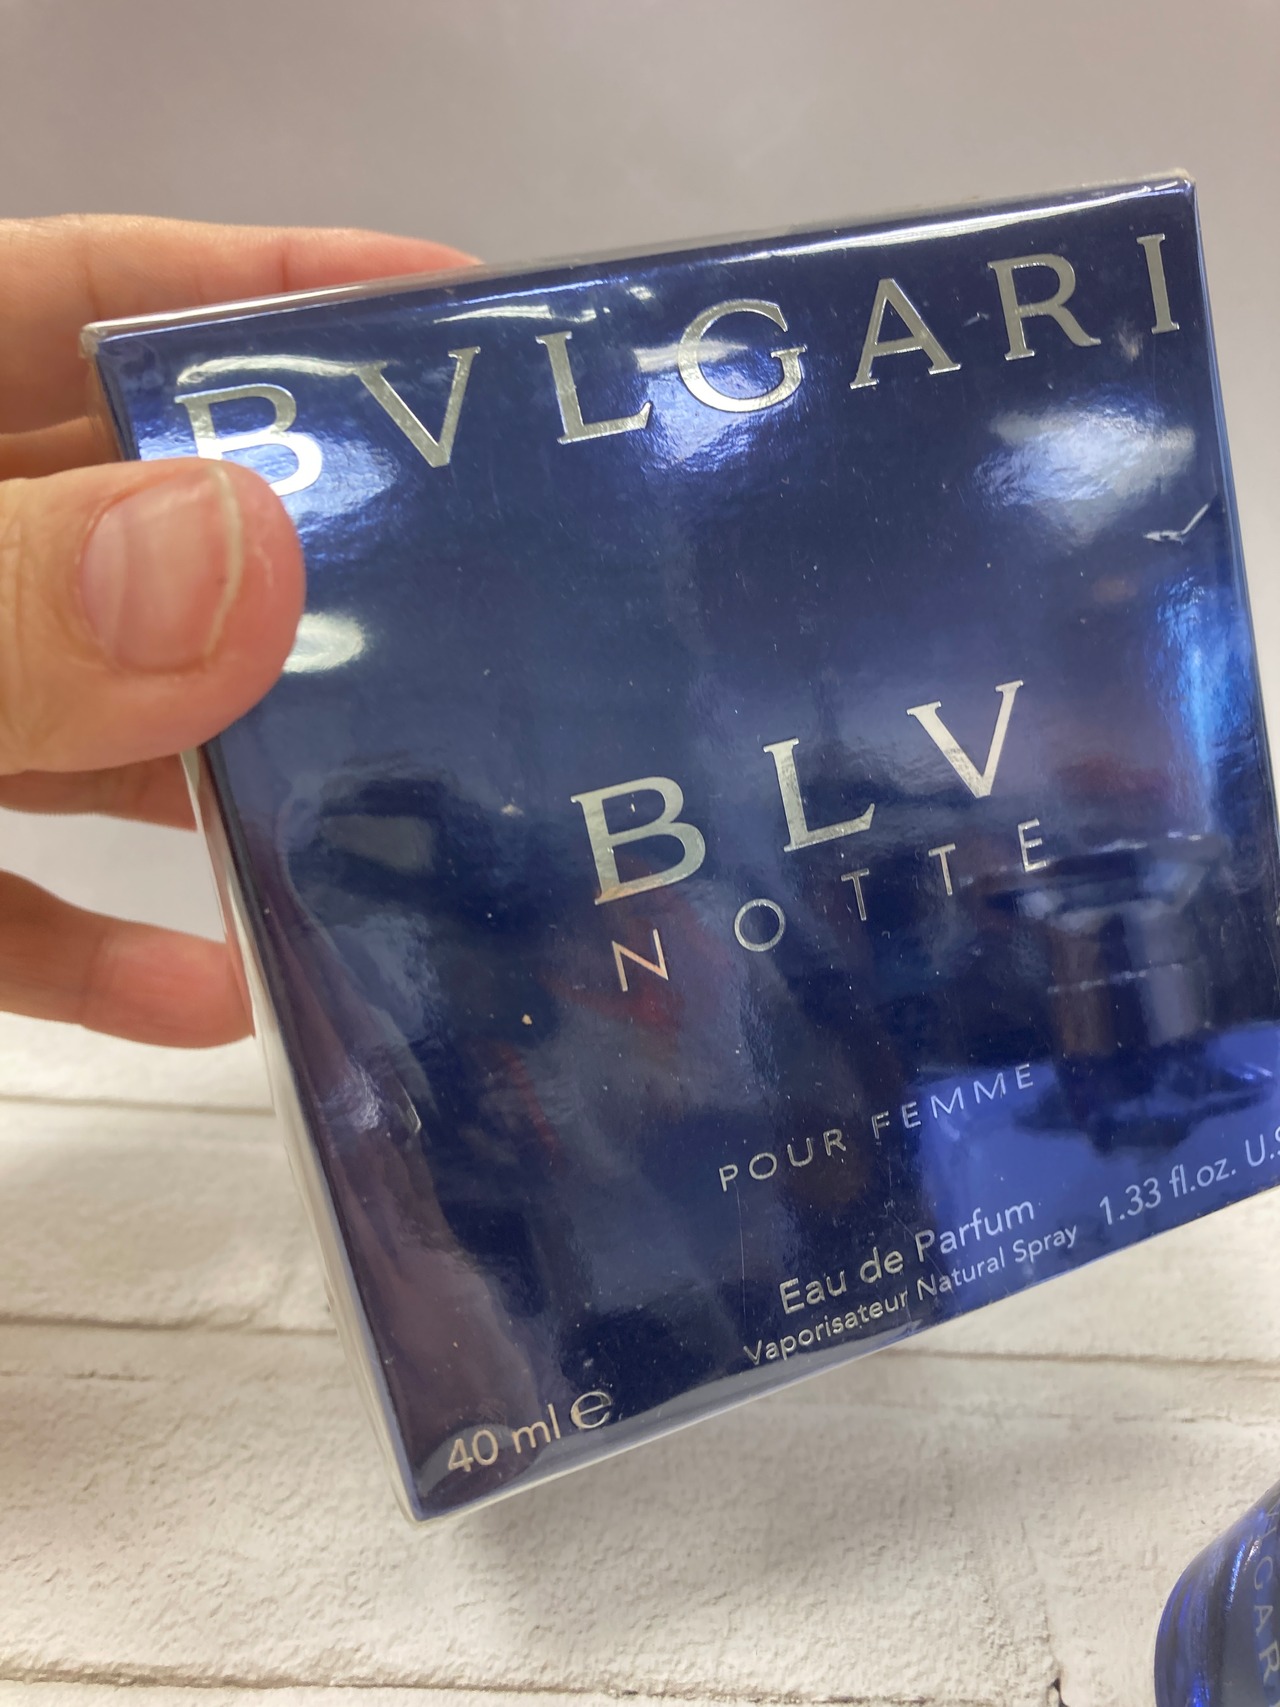 BVLGARI
BLV
NOTTE
POUR FEMME
Eau de Parfum
Vaporisateur Natural Spray
40 ml e
1.33 fl.oz. U.S